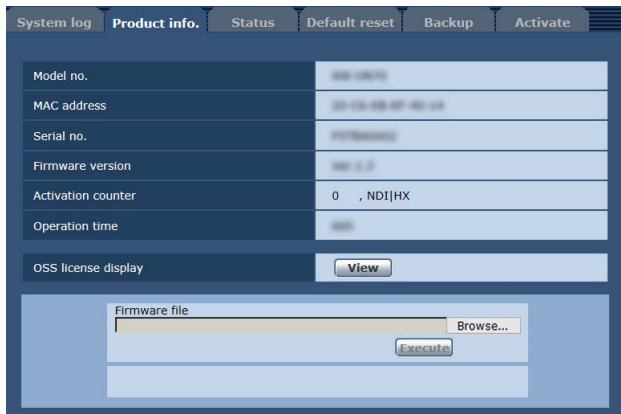 System log Product info. Status Default reset Backup Activate
Model no.
MAC address
Serial no.
Firmware version
Activation counter 0 , NDI|HX
Operation time
OSS license display View
Firmware file
Browse...
Execute